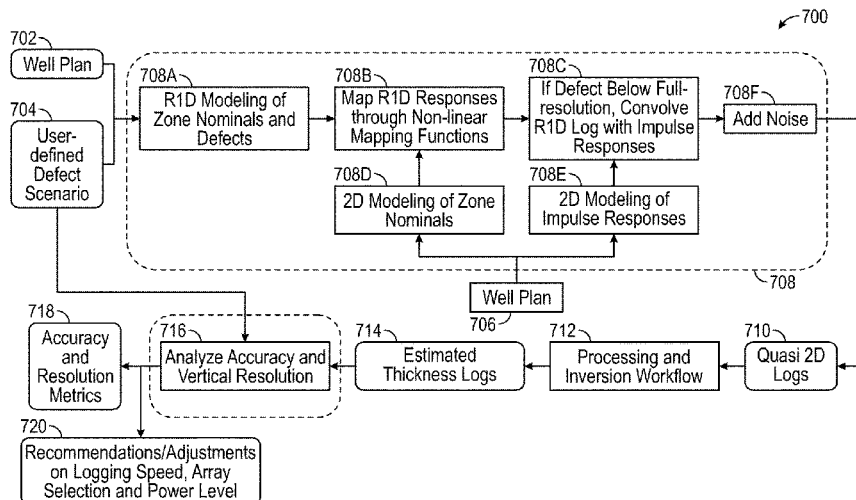 700
702
Well Plan
704
User-
defined
Defect
Scenario
708A
R1D Modeling of
Zone Nominals and
Defects
708B
Map R1D Responses
through Non-linear
Mapping Functions
708C
If Defect Below Full-
resolution, Convolve
R1D Log with Impulse
Responses
708F
Add Noise
708D
2D Modeling of Zone
Nominals
708E
2D Modeling of
Impulse Responses
708
Well Plan
706
718
Accuracy
and
Resolution
Metrics
716
Analyze Accuracy and
Vertical Resolution
714
Estimated
Thickness Logs
712
Processing and
Inversion Workflow
710
Quasi 2D
Logs
720
Recommendations/Adjustments
on Logging Speed, Array
Selection and Power Level